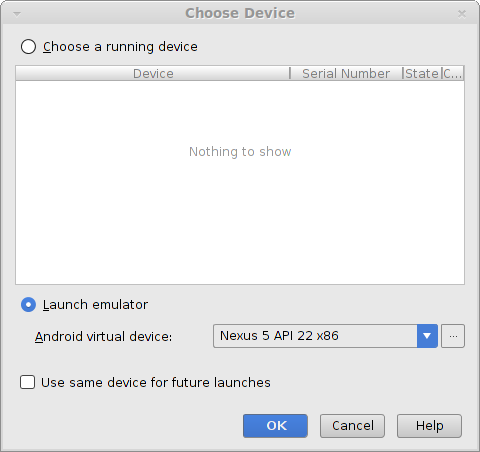 Choose Device
Choose a running device
Device Serial Number State C...
Nothing to show
Launch emulator
Android virtual device: Nexus 5 API 22 x86 ...
Use same device for future launches
OK Cancel Help